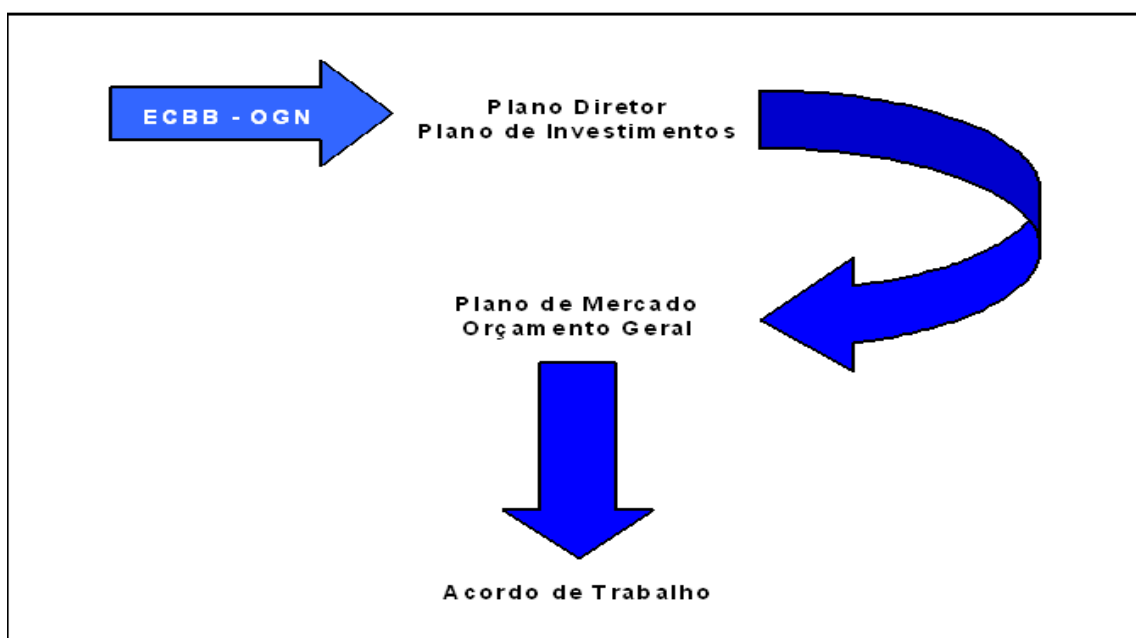 ECBB - OGN
Plano Diretor
Plano de Investimentos
Plano de Mercado
Orçamento Geral
Acordo de Trabalho